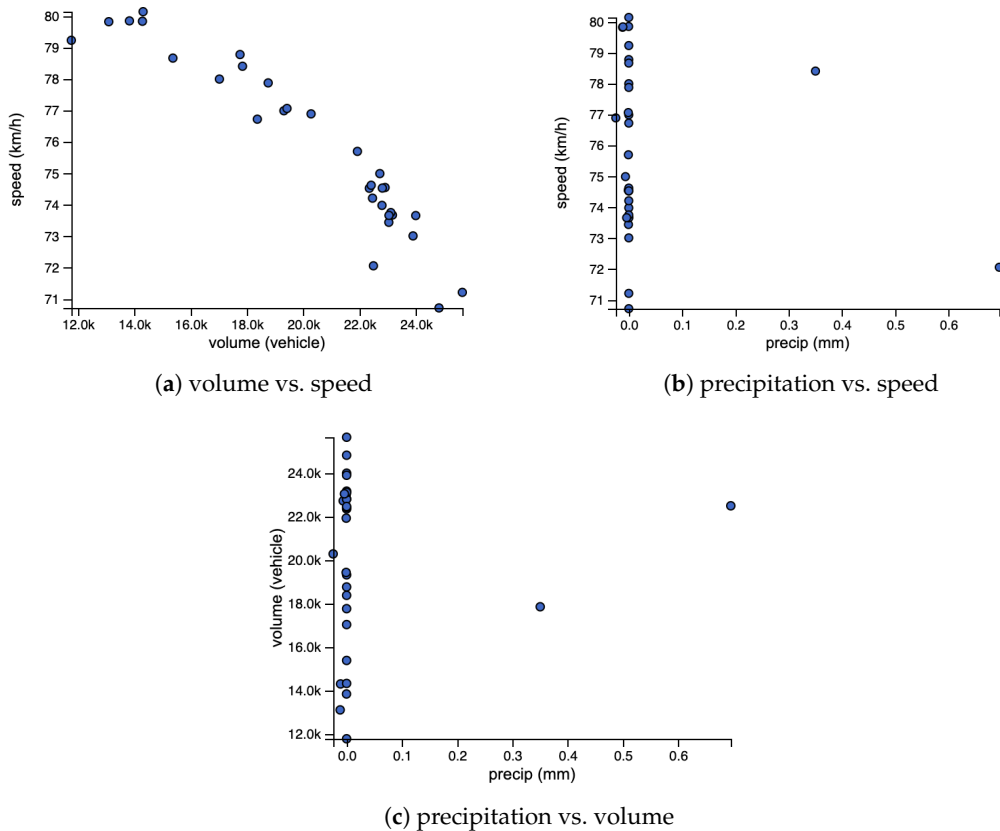 80
79
78
77
76
75
74
73
72
71
speed (km/h)
12.0k 14.0k 16.0k 18.0k 20.0k 22.0k 24.0k
volume (vehicle)
(a) volume vs. speed
80
79
78
77
76
75
74
73
72
71
speed (km/h)
0.0 0.1 0.2 0.3 0.4 0.5 0.6
precip (mm)
(b) precipitation vs. speed
24.0k
22.0k
20.0k
18.0k
16.0k
14.0k
12.0k
volume (vehicle)
0.0 0.1 0.2 0.3 0.4 0.5 0.6
precip (mm)
(c) precipitation vs. volume